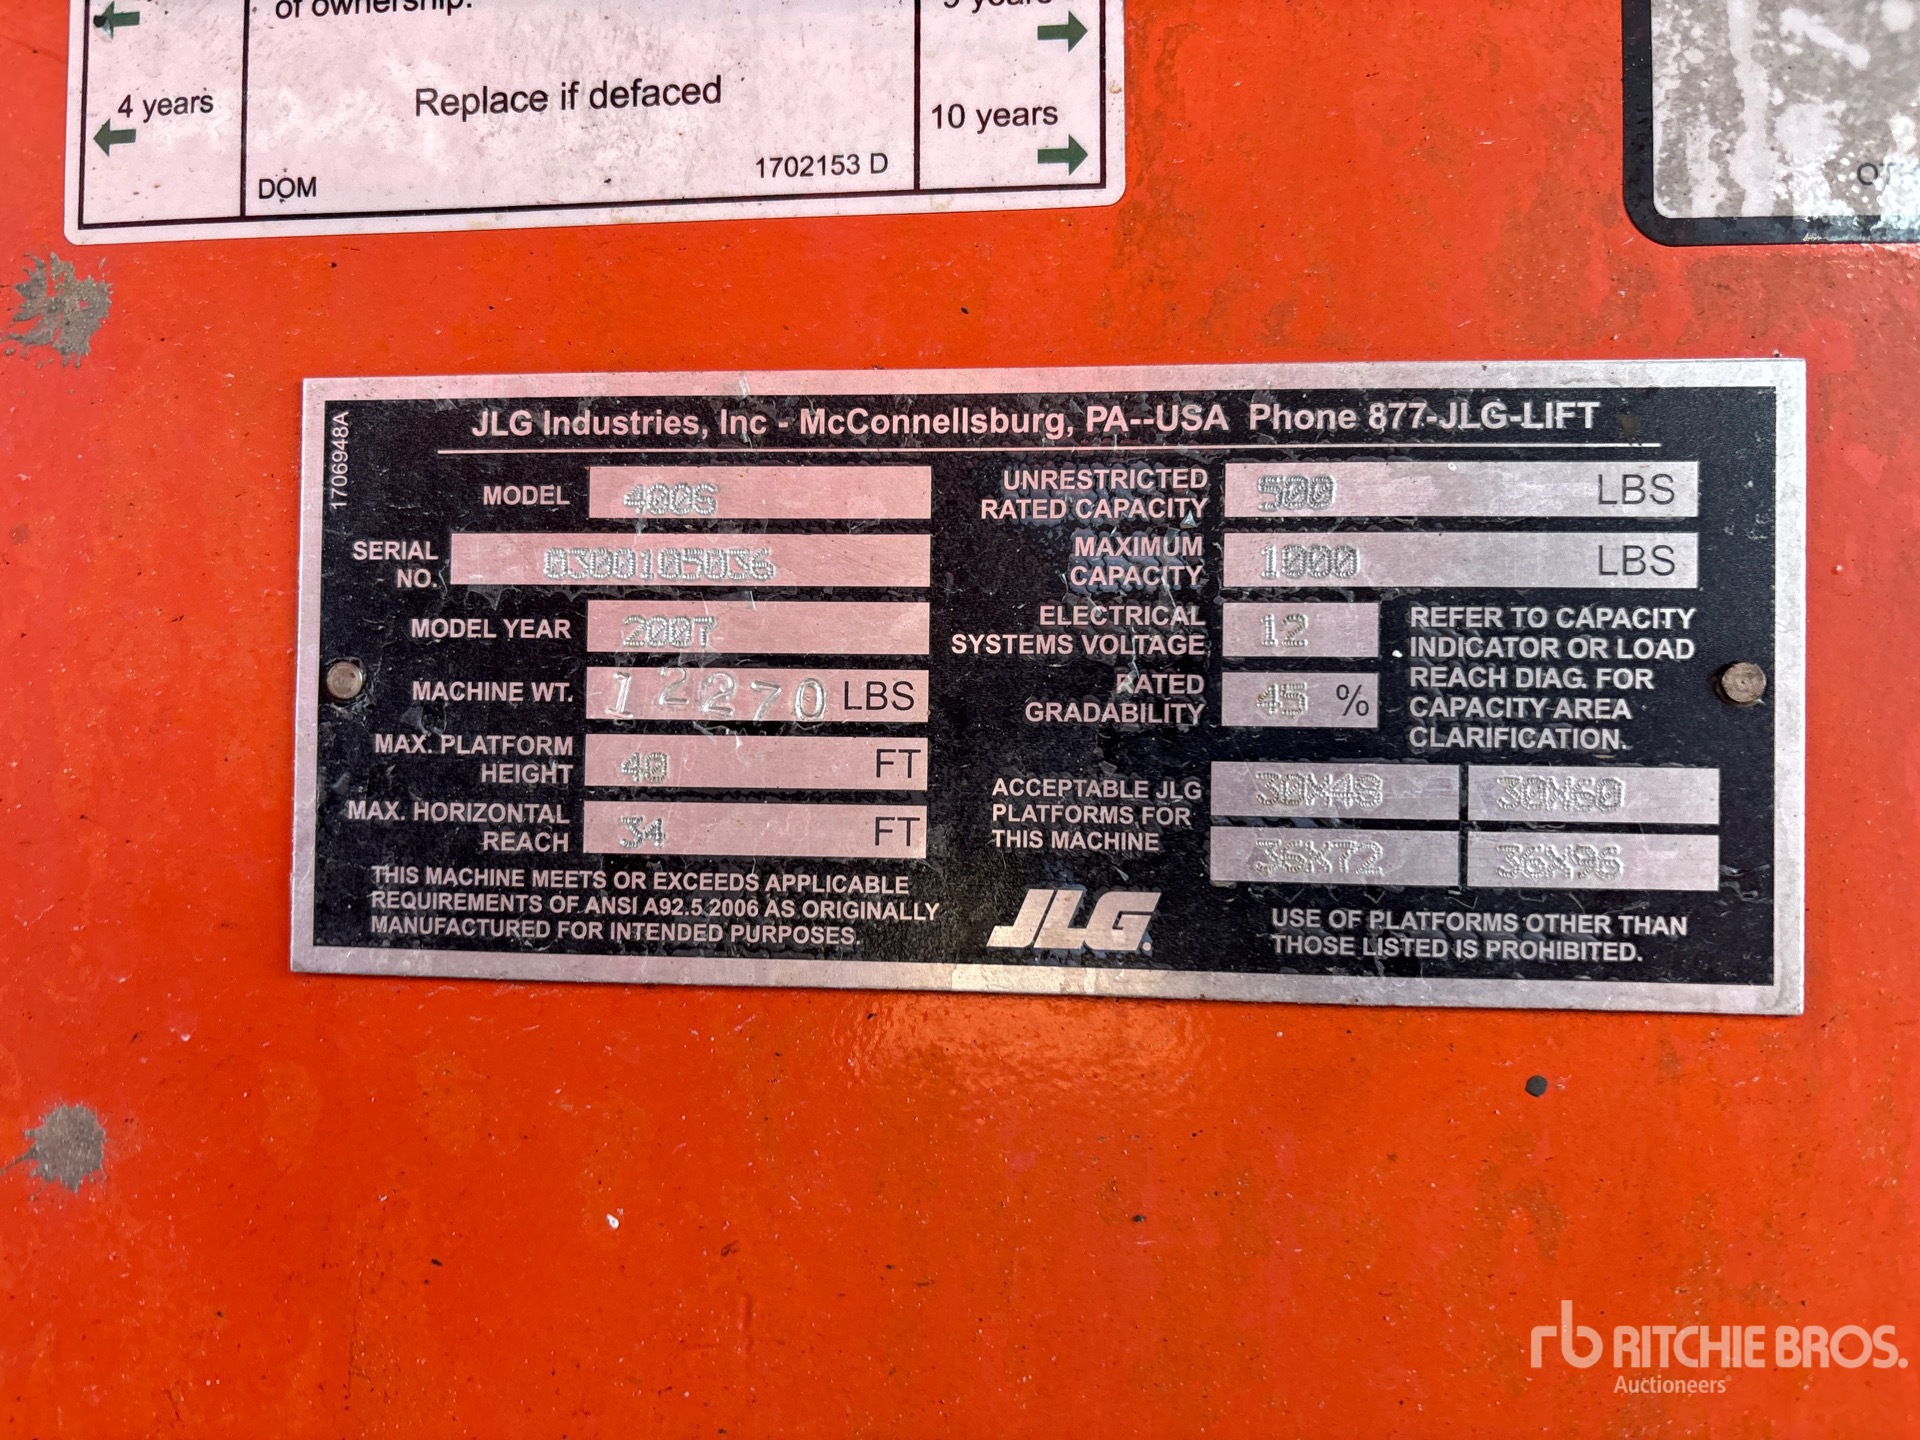 of ownership.
4 years
Replace if defaced
10 years
DOM
1702153 D
1706948A
JLG Industries, Inc - McConnellsburg, PA--USA Phone 877-JLG-LIFT
MODEL 400S
SERIAL NO. 0300105036
MODEL YEAR 2007
MACHINE WT. 12270 LBS
MAX. PLATFORM HEIGHT 40 FT
MAX. HORIZONTAL REACH 34 FT
THIS MACHINE MEETS OR EXCEEDS APPLICABLE
REQUIREMENTS OF ANSI A92.5 2006 AS ORIGINALLY
MANUFACTURED FOR INTENDED PURPOSES.
UNRESTRICTED RATED CAPACITY 500 LBS
MAXIMUM CAPACITY 1000 LBS
ELECTRICAL SYSTEMS VOLTAGE 12
RATED GRADABILITY 45 %
REFER TO CAPACITY
INDICATOR OR LOAD
REACH DIAG. FOR
CAPACITY AREA
CLARIFICATION.
ACCEPTABLE JLG
PLATFORMS FOR
THIS MACHINE
30X48 30X60
36X72 36X96
JLG
USE OF PLATFORMS OTHER THAN
THOSE LISTED IS PROHIBITED.
rb RITCHIE BROS.
Auctioneers